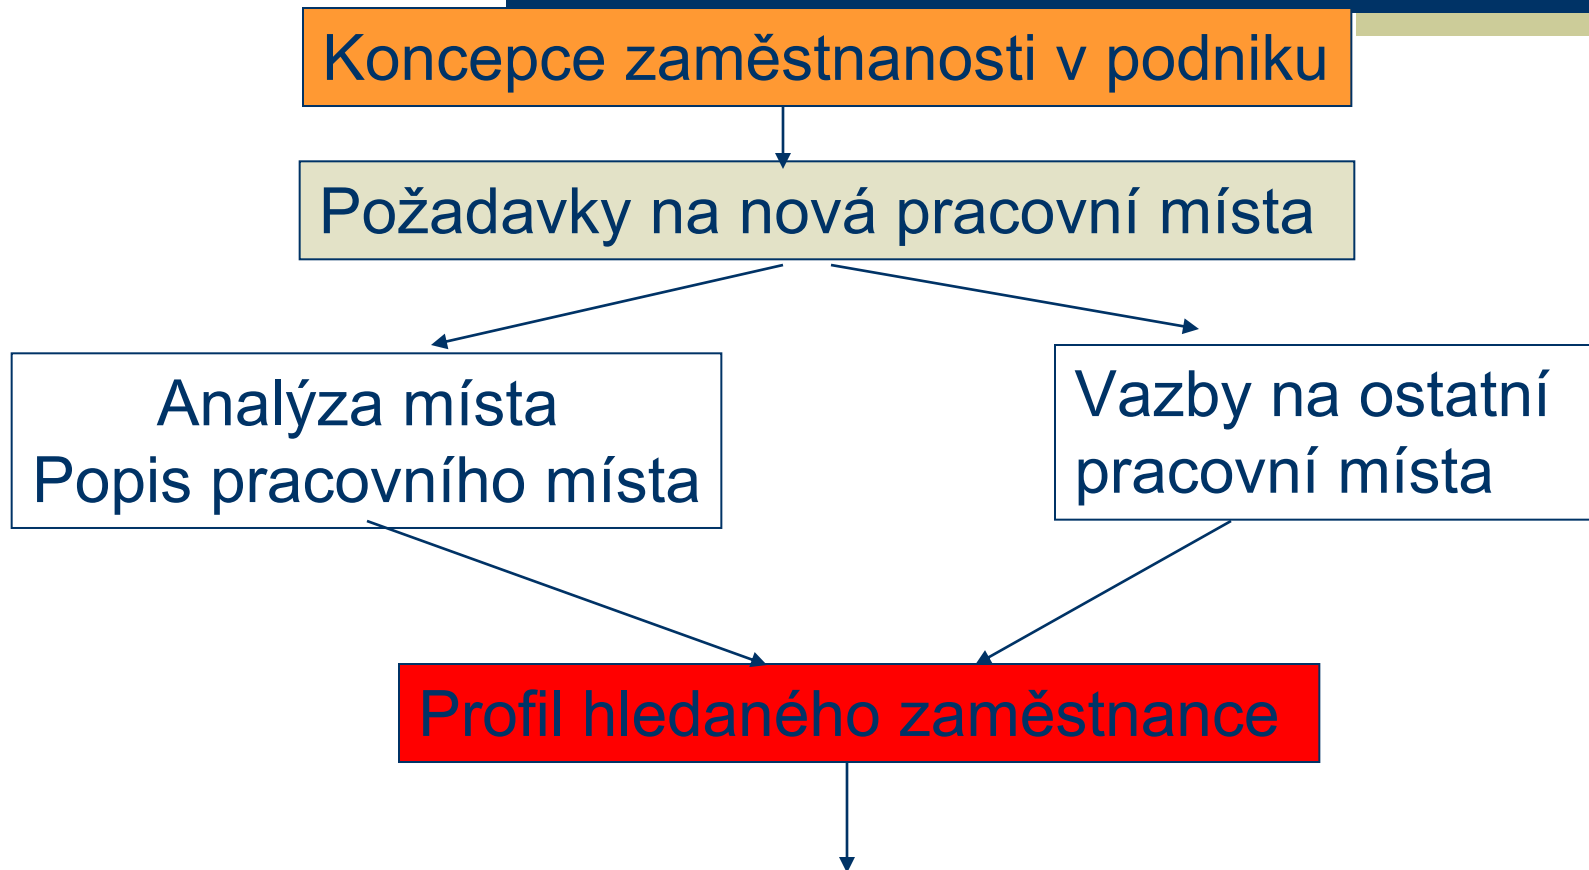 Koncepce zaměstnanosti v podniku
Požadavky na nová pracovní místa
Analýza místa
Popis pracovního místa
Vazby na ostatní
pracovní místa
Profil hledaného zaměstnance